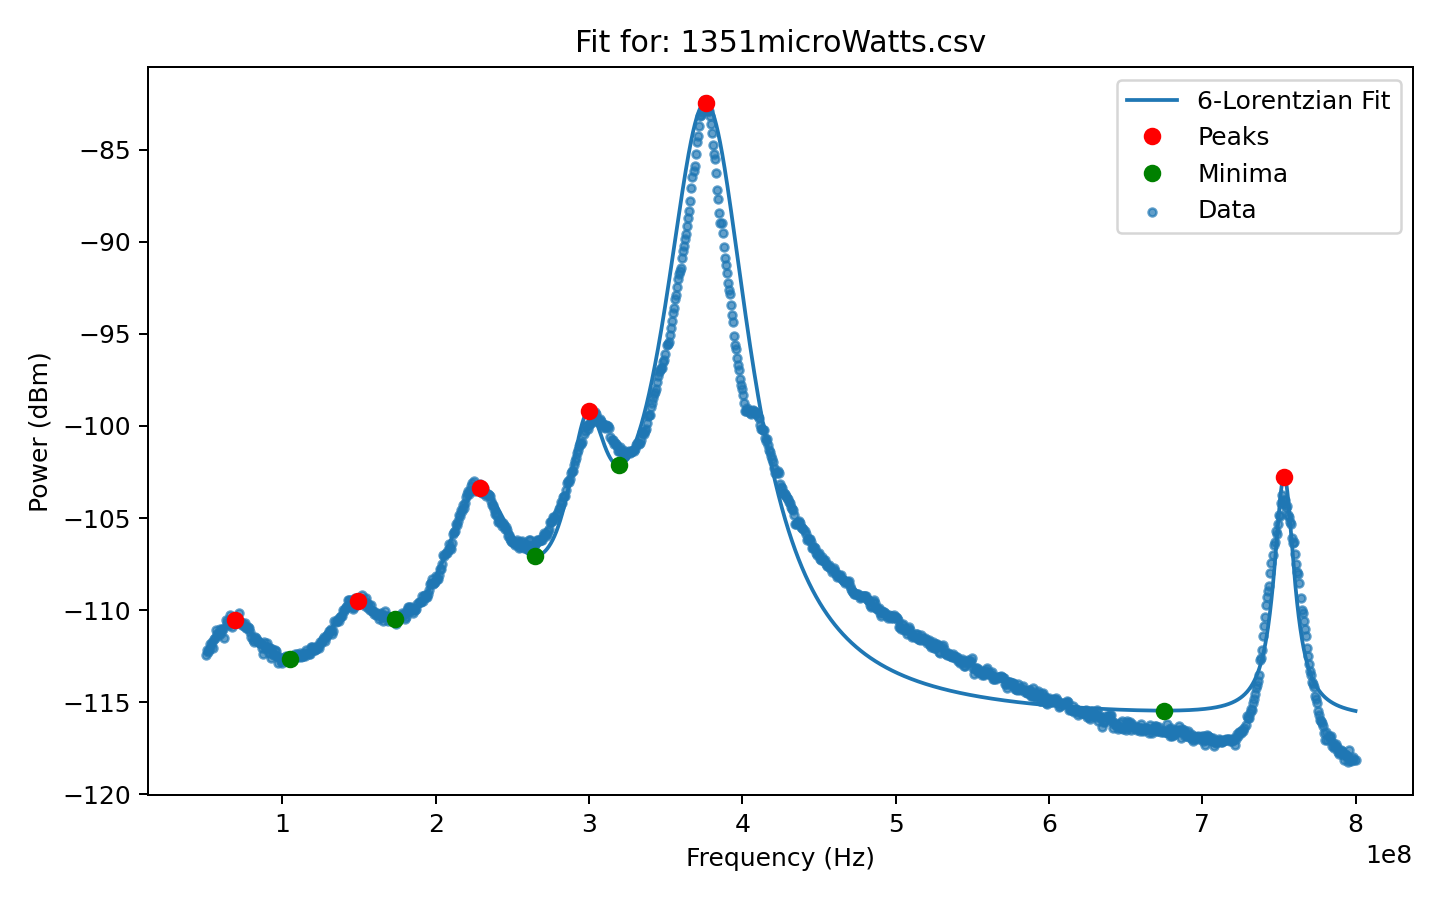 Fit for: 1351microWatts.csv
6-Lorentzian Fit
Peaks
Minima
Data
Power (dBm)
−85
−90
−95
−100
−105
−110
−115
−120
1 2 3 4 5 6 7 8
1e8
Frequency (Hz)